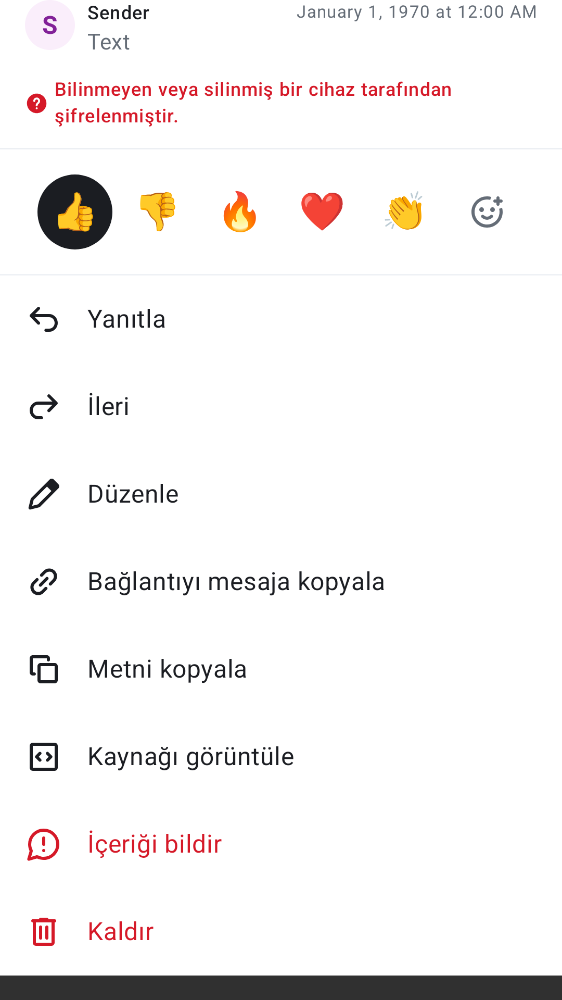 S
Sender
January 1, 1970 at 12:00 AM
Text
Bilinmeyen veya silinmiş bir cihaz tarafından
şifrelenmiştir.
Yanıtla
İleri
Düzenle
Bağlantıyı mesaja kopyala
Metni kopyala
Kaynağı görüntüle
İçeriği bildir
Kaldır